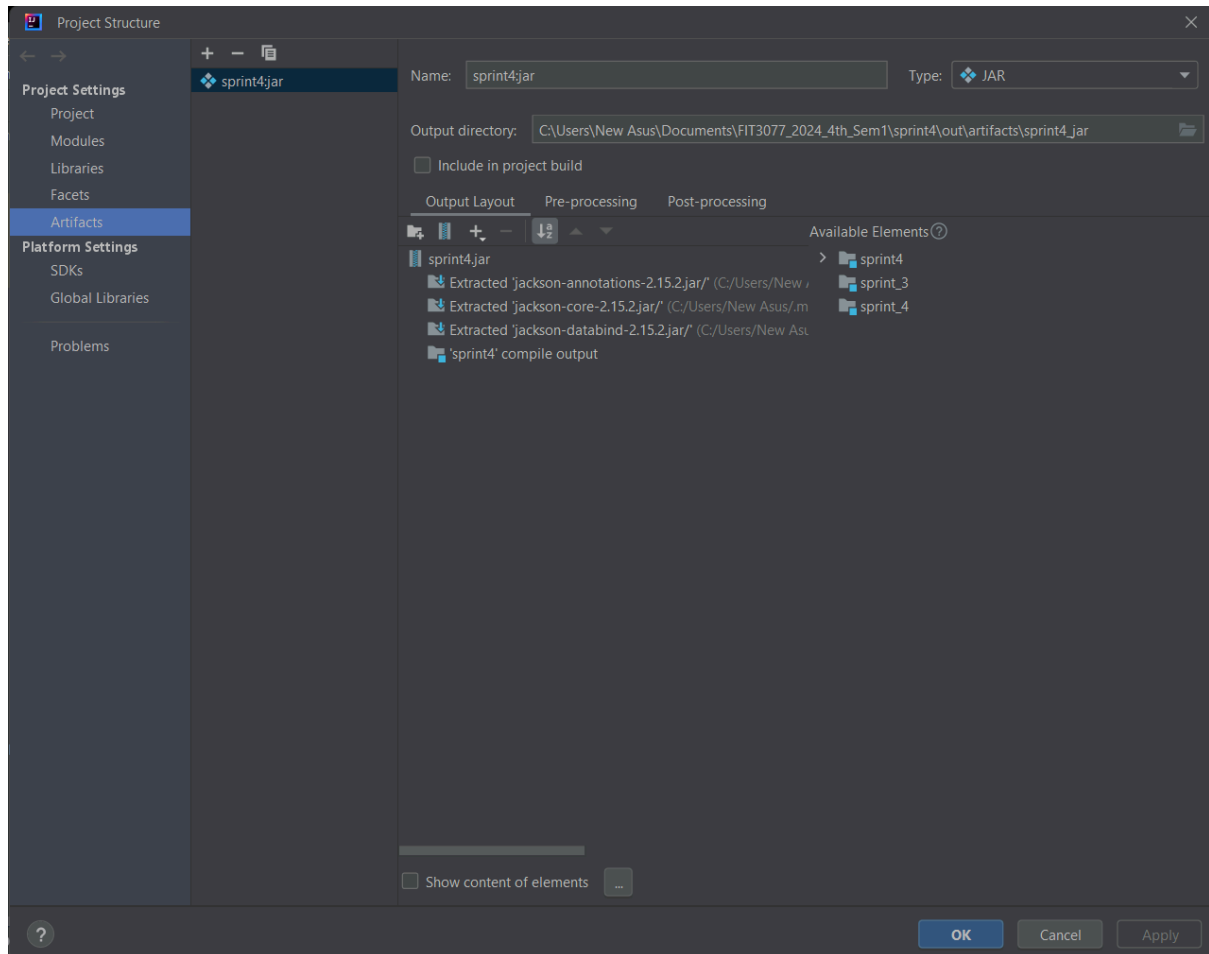 Project Structure
Project Settings
Project
Modules
Libraries
Facets
Artifacts
Platform Settings
SDKs
Global Libraries
Problems
sprint4:jar
Name: sprint4:jar Type: JAR
Output directory: C:\Users\New Asus\Documents\FIT3077_2024_4th_Sem1\sprint4\out\artifacts\sprint4_jar
Include in project build
Output Layout Pre-processing Post-processing
Available Elements
sprint4.jar
Extracted 'jackson-annotations-2.15.2.jar/' (C:/Users/New
Extracted 'jackson-core-2.15.2.jar/' (C:/Users/New Asus/.m
Extracted 'jackson-databind-2.15.2.jar/' (C:/Users/New Asu
'sprint4' compile output
sprint4
sprint_3
sprint_4
Show content of elements ...
? OK Cancel Apply